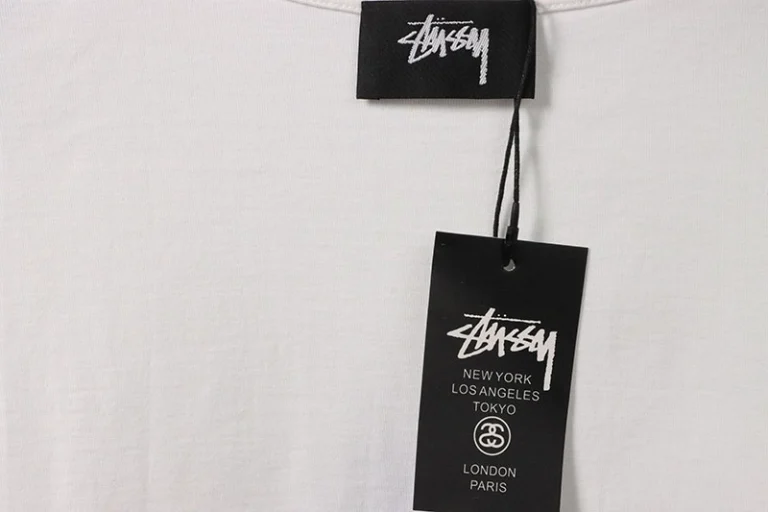 Stüssy
Stüssy
NEW YORK
LOS ANGELES
TOKYO
LONDON
PARIS